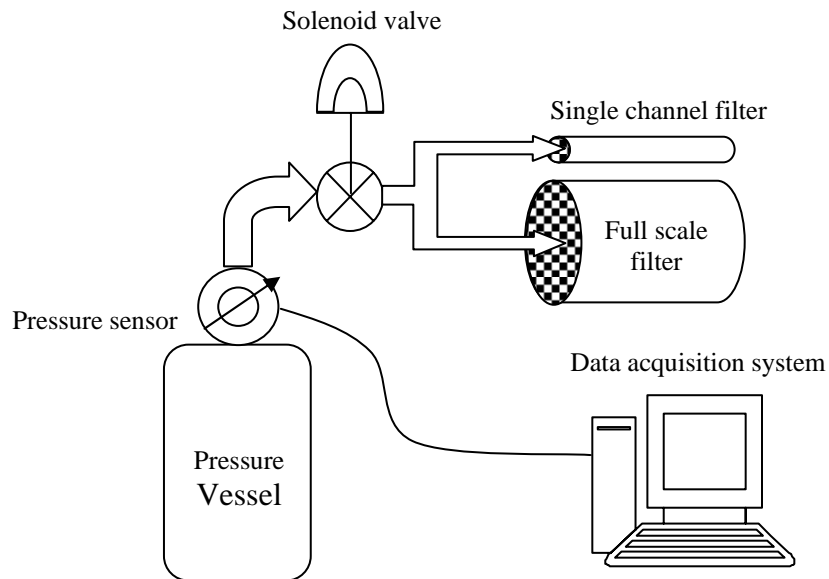 Solenoid valve
Single channel filter
Full scale
filter
Pressure sensor
Data acquisition system
Pressure
Vessel